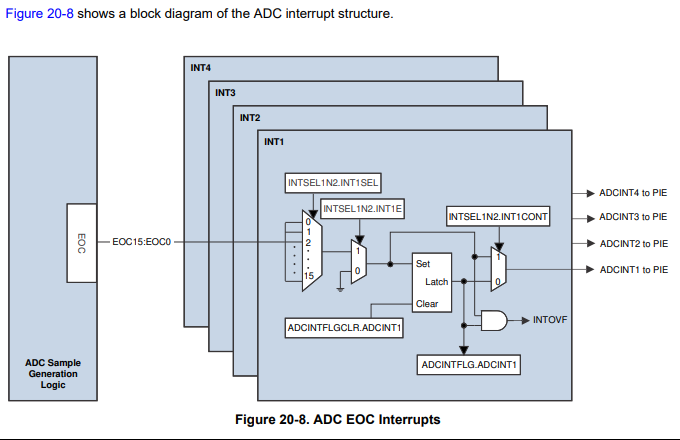 Figure 20-8 shows a block diagram of the ADC interrupt structure.
INT4
INT3
INT2
INT1
INTSEL1N2.INT1SEL
INTSEL1N2.INT1E
INTSEL1N2.INT1CONT
0
1
2
15
1
0
Set
Latch
Clear
1
0
EOC
EOC15:EOC0
ADCINT4 to PIE
ADCINT3 to PIE
ADCINT2 to PIE
ADCINT1 to PIE
INTOVF
ADCINTFLGCLR.ADCINT1
ADCINTFLG.ADCINT1
ADC Sample
Generation
Logic
Figure 20-8. ADC EOC Interrupts